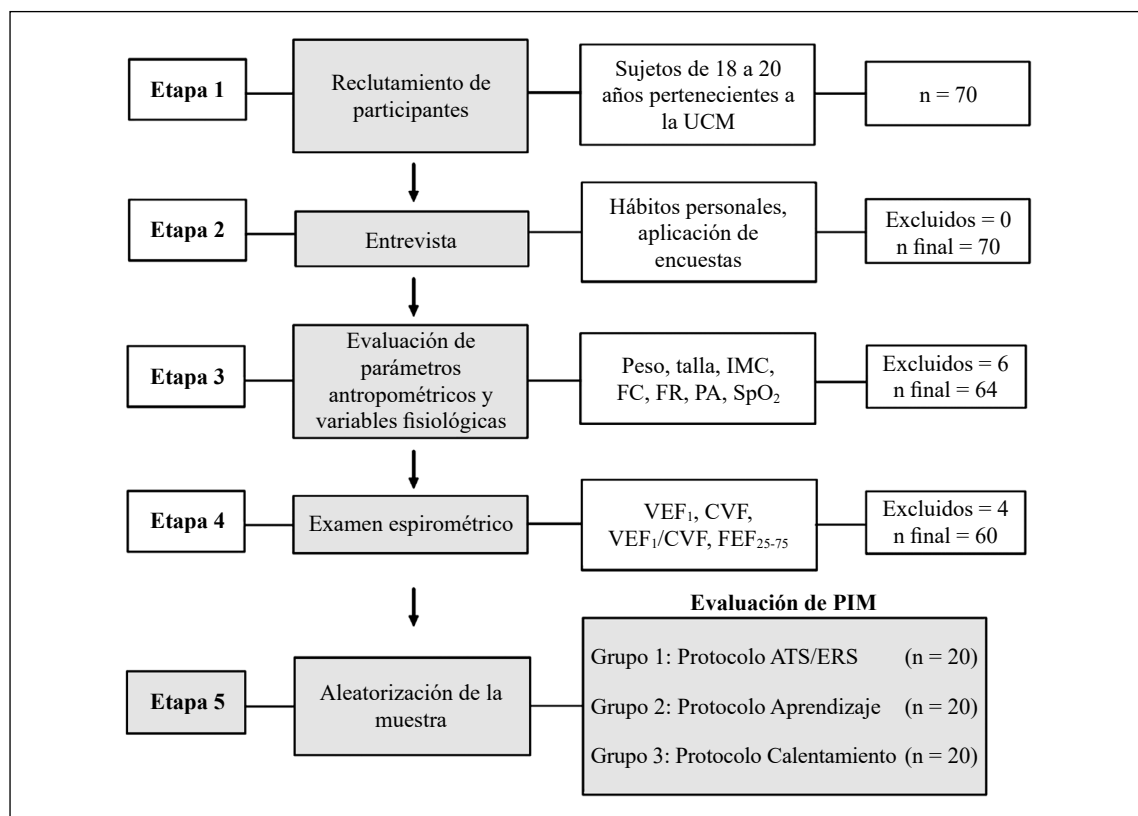 Etapa 1
Reclutamiento de
participantes
Sujetos de 18 a 20
años pertenecientes a
la UCM
n = 70
Etapa 2
Entrevista
Hábitos personales,
aplicación de
encuestas
Excluidos = 0
n final = 70
Etapa 3
Evaluación de
parámetros
antropométricos y
variables fisiológicas
Peso, talla, IMC,
FC, FR, PA, SpO₂
Excluidos = 6
n final = 64
Etapa 4
Examen espirométrico
VEF₁, CVF,
VEF₁/CVF, FEF₂₅₋₇₅
Excluidos = 4
n final = 60
Etapa 5
Aleatorización de la
muestra
Evaluación de PIM
Grupo 1: Protocolo ATS/ERS (n = 20)
Grupo 2: Protocolo Aprendizaje (n = 20)
Grupo 3: Protocolo Calentamiento (n = 20)